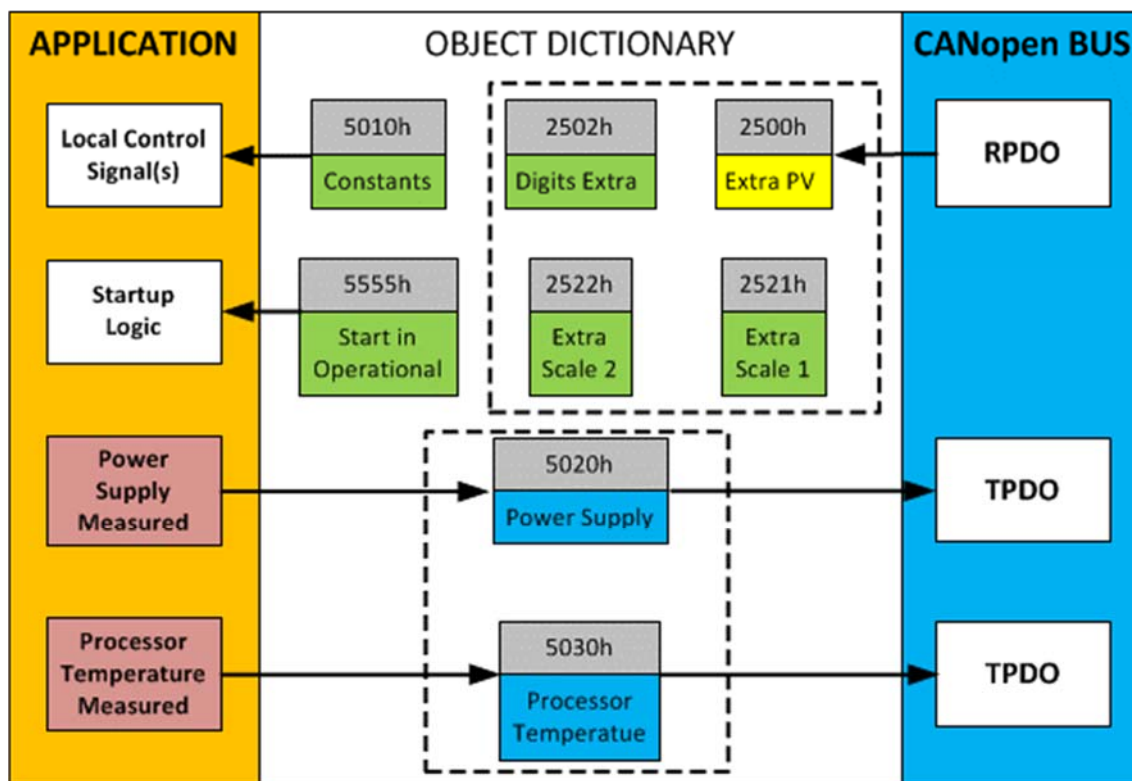 APPLICATION
OBJECT DICTIONARY
CANopen BUS
Local Control
Signal(s)
5010h
Constants
2502h
Digits Extra
2500h
Extra PV
RPDO
Startup
Logic
5555h
Start in
Operational
2522h
Extra
Scale 2
2521h
Extra
Scale 1
Power
Supply
Measured
5020h
Power Supply
TPDO
Processor
Temperature
Measured
5030h
Processor
Temperatue
TPDO